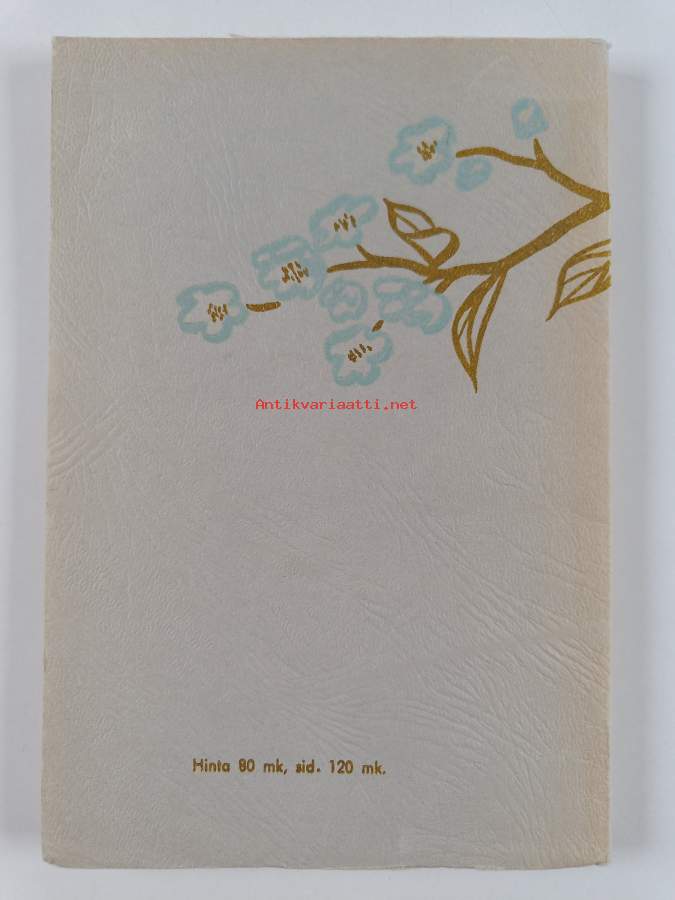 Antikvariaatti.net
Hinta 80 mk, sid. 120 mk.